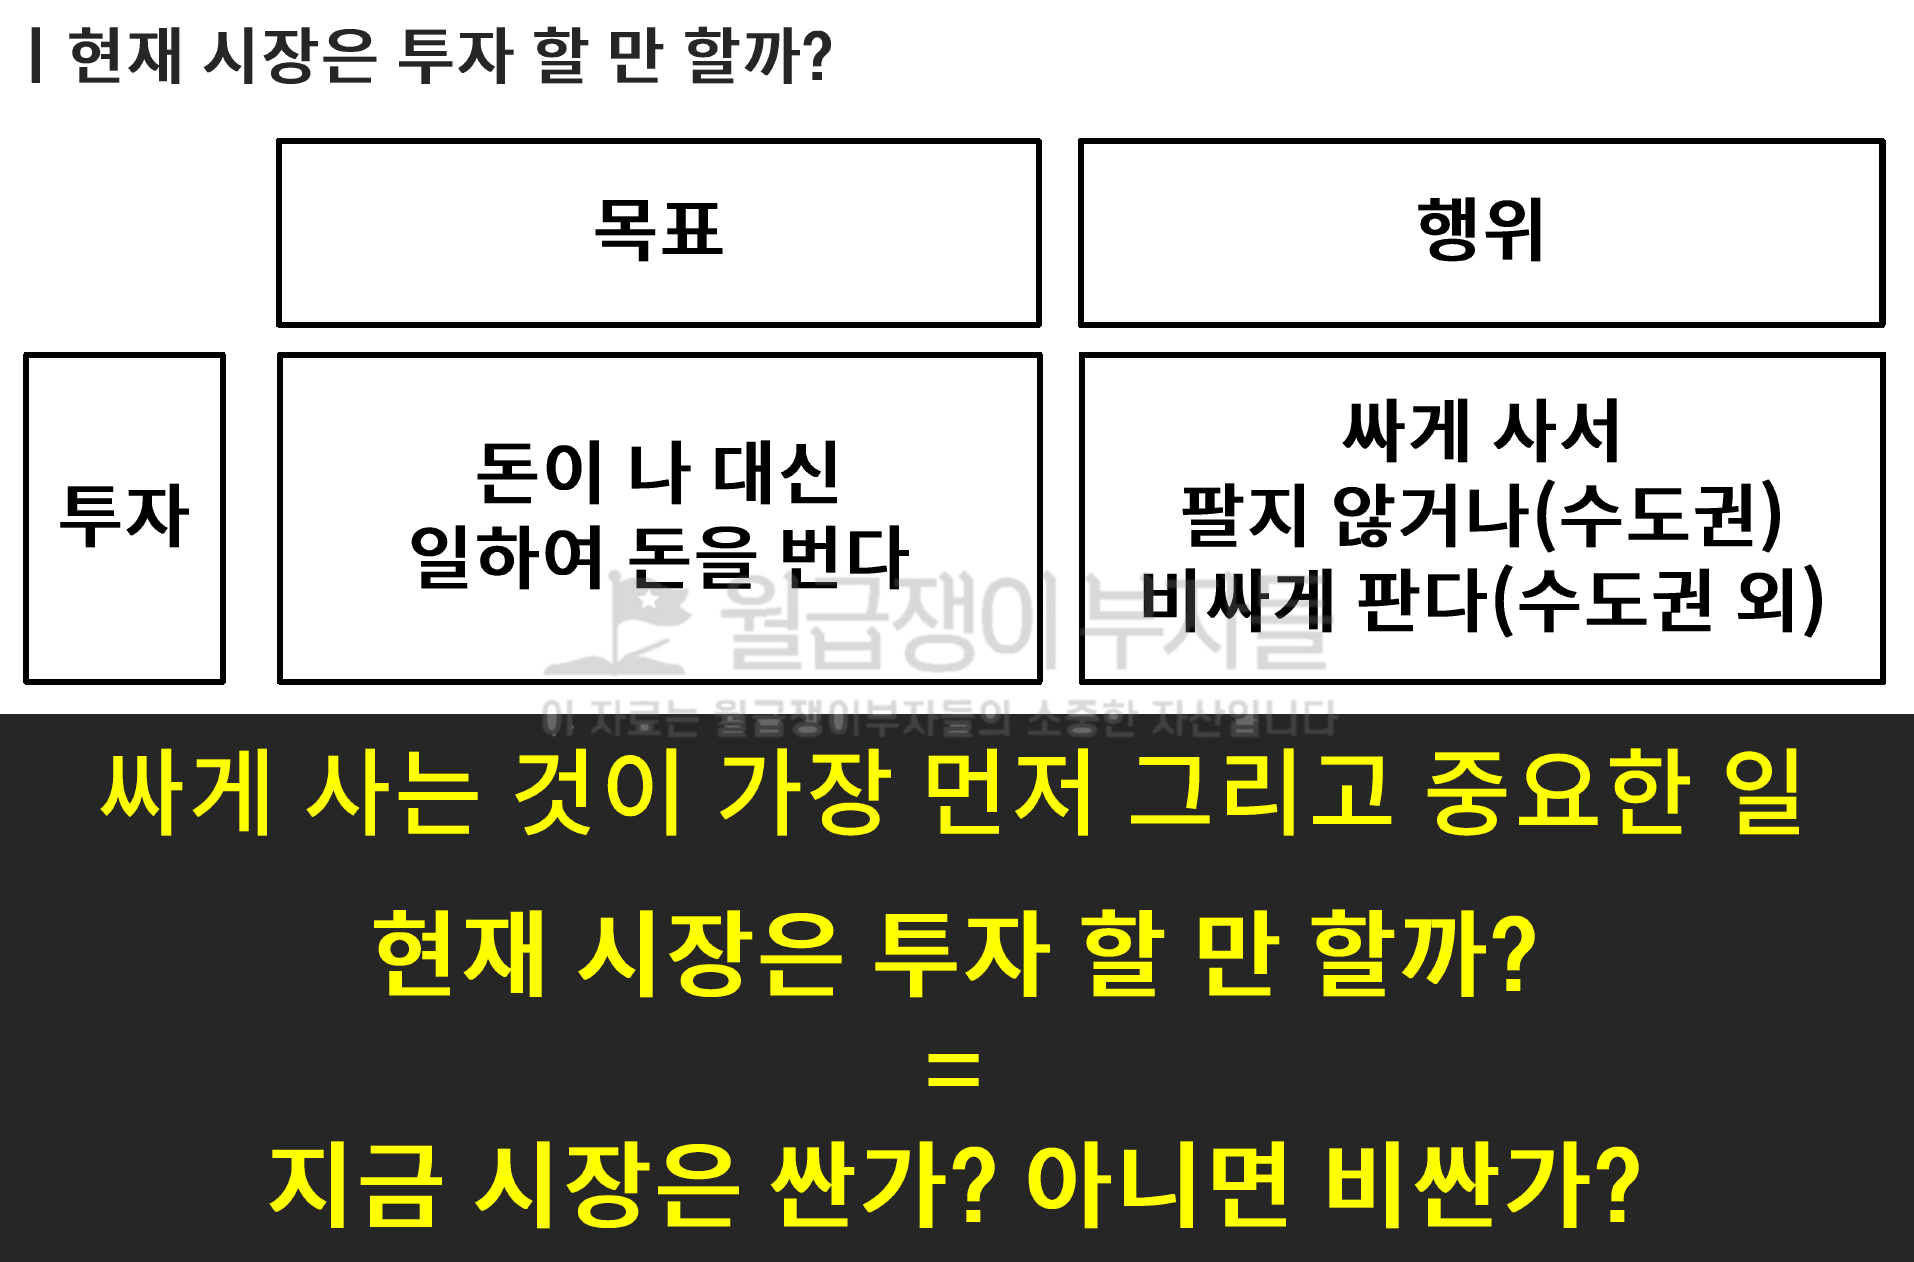 | 현재 시장은 투자 할 만 할까?
목표
행위
투자
돈이 나 대신
일하여 돈을 번다
싸게 사서
팔지 않거나(수도권)
비싸게 판다(수도권 외)
월급쟁이부자들
이 자료는 월급쟁이부자들의 소중한 자산입니다
싸게 사는 것이 가장 먼저 그리고 중요한 일
현재 시장은 투자 할 만 할까?
=
지금 시장은 싼가? 아니면 비싼가?